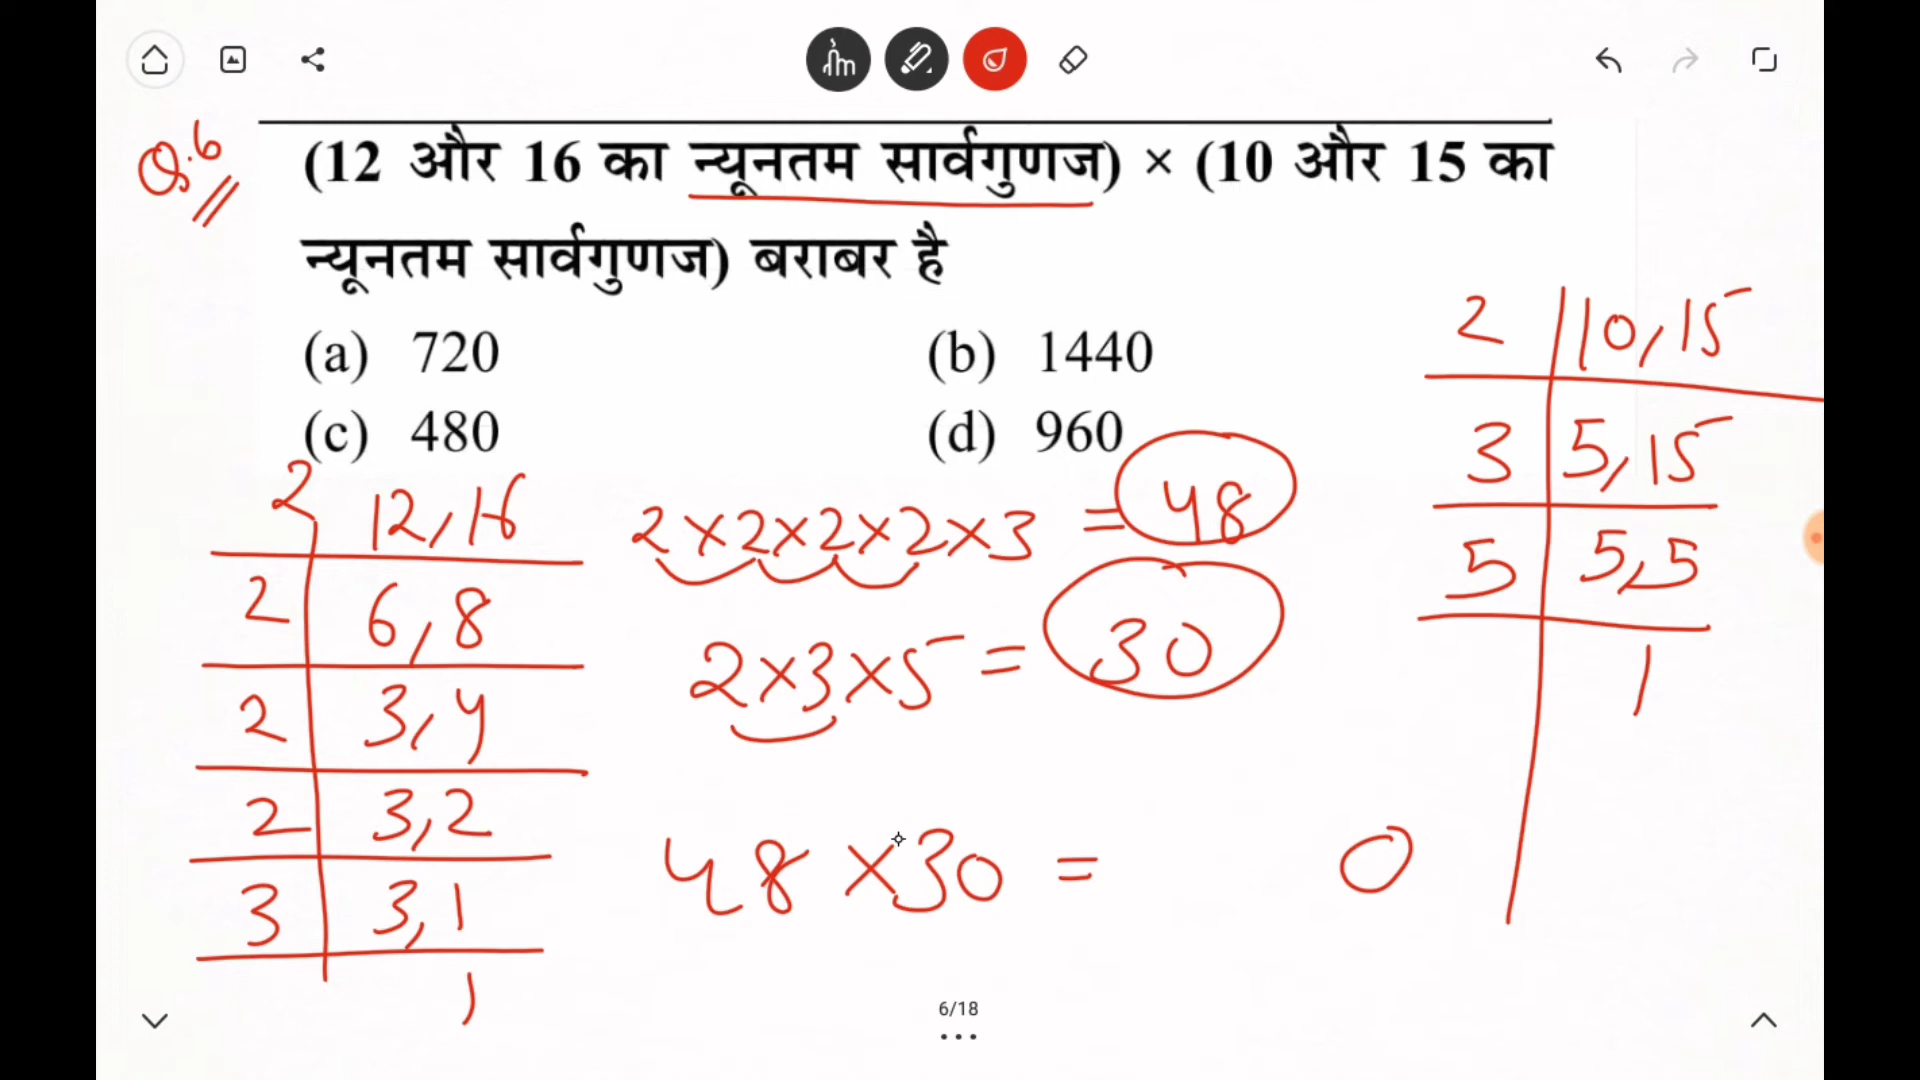 Q.6
(12 और 16 का न्यूनतम सार्वगुणज) × (10 और 15 का
न्यूनतम सार्वगुणज) बराबर है
(a) 720 (b) 1440
(c) 480 (d) 960
2 12,16
2 6,8
2 3,4
2 3,2
3 3,1
1
2×2×2×2×3 = 48
2×3×5 = 30
48×30 = 0
2 10,15
3 5,15
5 5,5
1
6/18